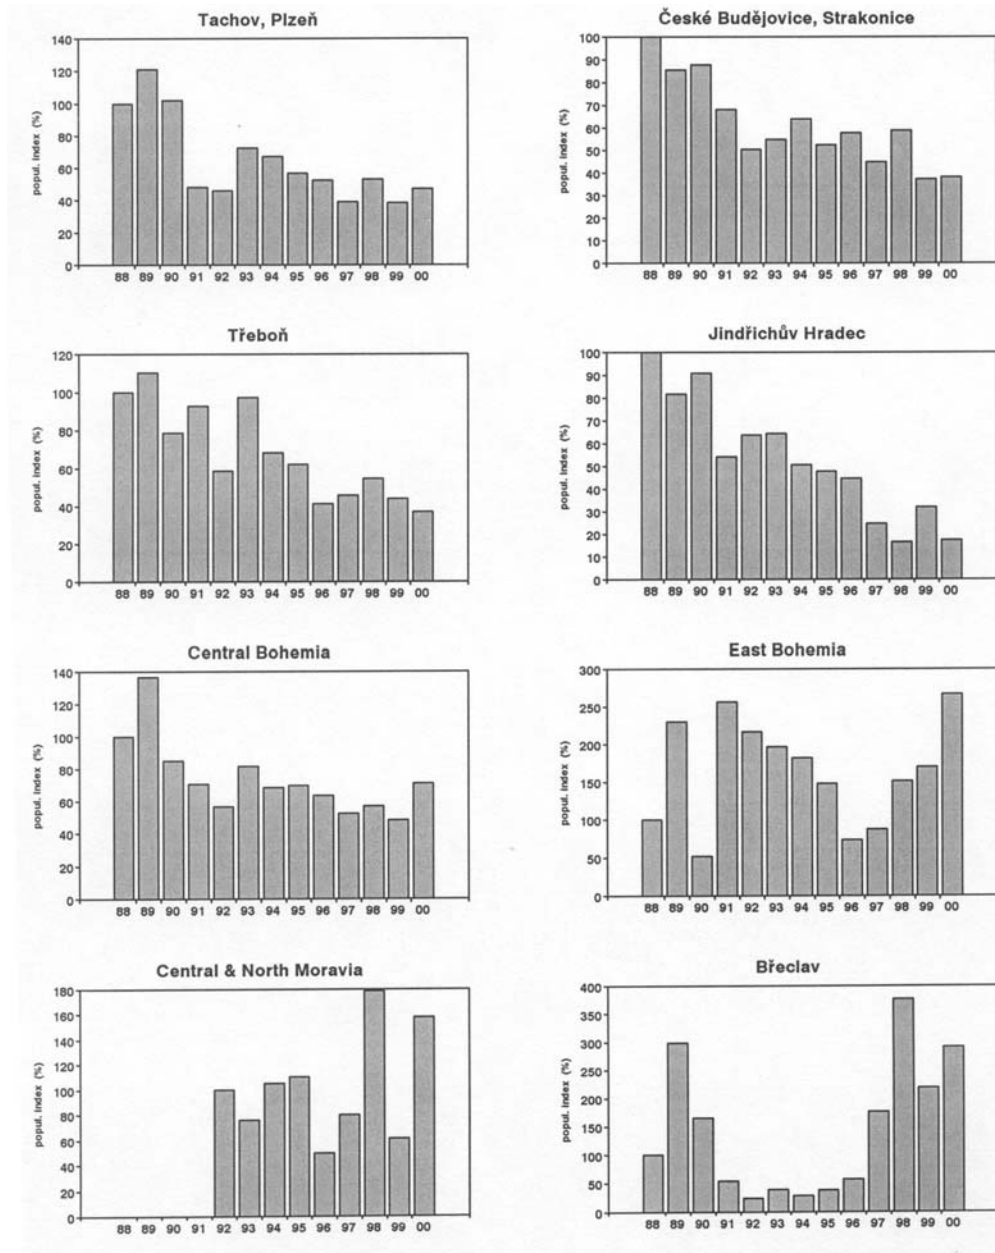 Tachov, Plzeň
140
120
100
80
60
40
20
0
popul. index (%)
88 89 90 91 92 93 94 95 96 97 98 99 00
České Budějovice, Strakonice
100
90
80
70
60
50
40
30
20
10
0
popul. index (%)
88 89 90 91 92 93 94 95 96 97 98 99 00
Třeboň
120
100
80
60
40
20
0
popul. index (%)
88 89 90 91 92 93 94 95 96 97 98 99 00
Jindřichův Hradec
100
90
80
70
60
50
40
30
20
10
0
popul. index (%)
88 89 90 91 92 93 94 95 96 97 98 99 00
Central Bohemia
140
120
100
80
60
40
20
0
popul. index (%)
88 89 90 91 92 93 94 95 96 97 98 99 00
East Bohemia
300
250
200
150
100
50
0
popul. index (%)
88 89 90 91 92 93 94 95 96 97 98 99 00
Central & North Moravia
180
160
140
120
100
80
60
40
20
0
popul. index (%)
88 89 90 91 92 93 94 95 96 97 98 99 00
Břeclav
400
350
300
250
200
150
100
50
0
popul. index (%)
88 89 90 91 92 93 94 95 96 97 98 99 00